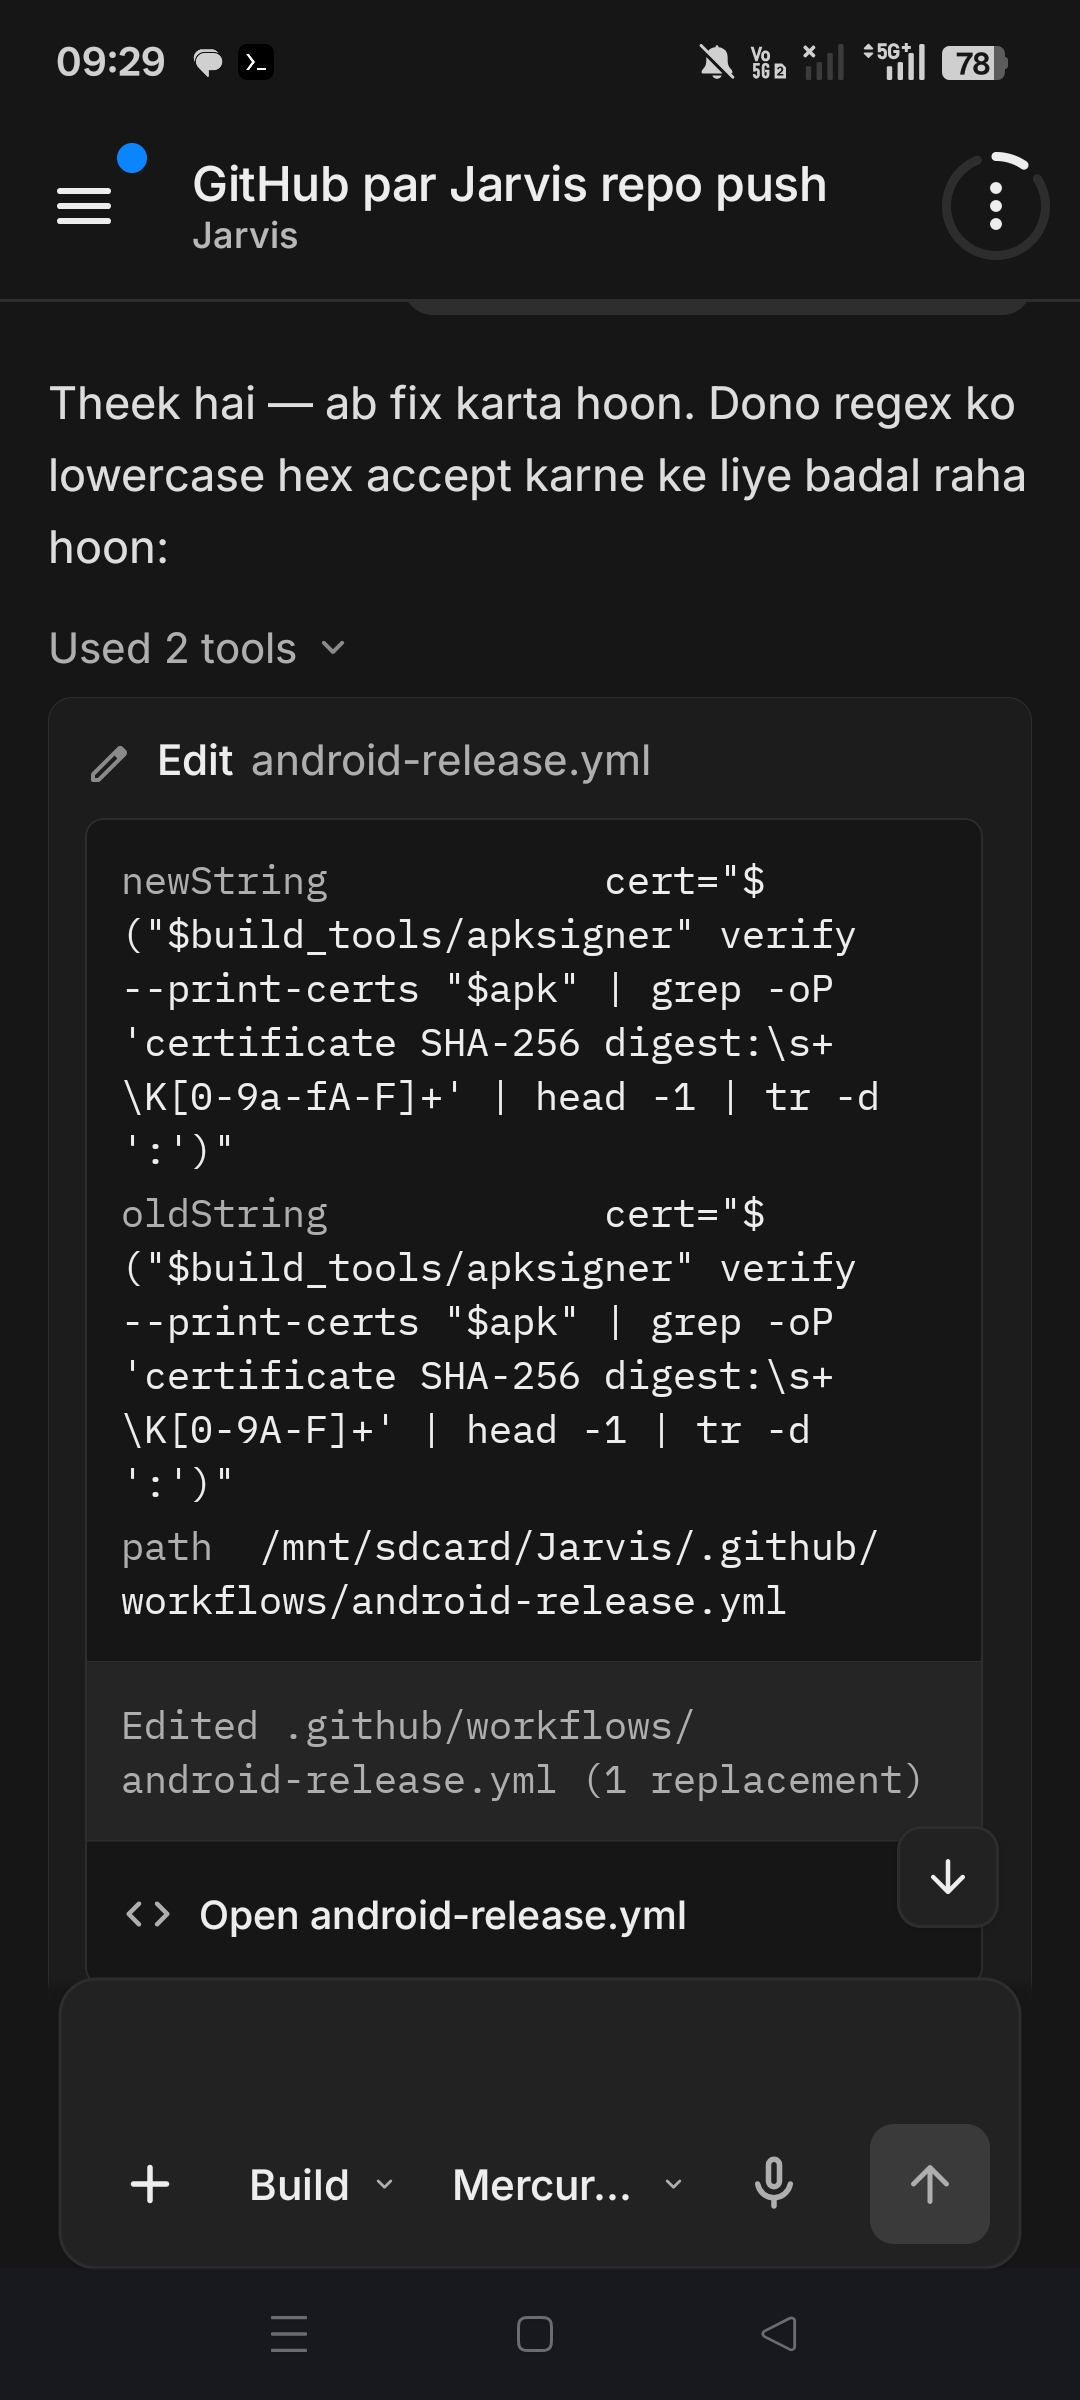 09:29
Vo 5G 2
5G+
78
GitHub par Jarvis repo push
Jarvis
Theek hai — ab fix karta hoon. Dono regex ko
lowercase hex accept karne ke liye badal raha
hoon:
Used 2 tools
Edit android-release.yml
newString            cert="$
("$build_tools/apksigner" verify
--print-certs "$apk" | grep -oP
'certificate SHA-256 digest:\s+
\K[0-9a-fA-F]+' | head -1 | tr -d
':')"
oldString            cert="$
("$build_tools/apksigner" verify
--print-certs "$apk" | grep -oP
'certificate SHA-256 digest:\s+
\K[0-9A-F]+' | head -1 | tr -d
':')"
path  /mnt/sdcard/Jarvis/.github/
workflows/android-release.yml
Edited .github/workflows/
android-release.yml (1 replacement)
Open android-release.yml
Build
Mercur...